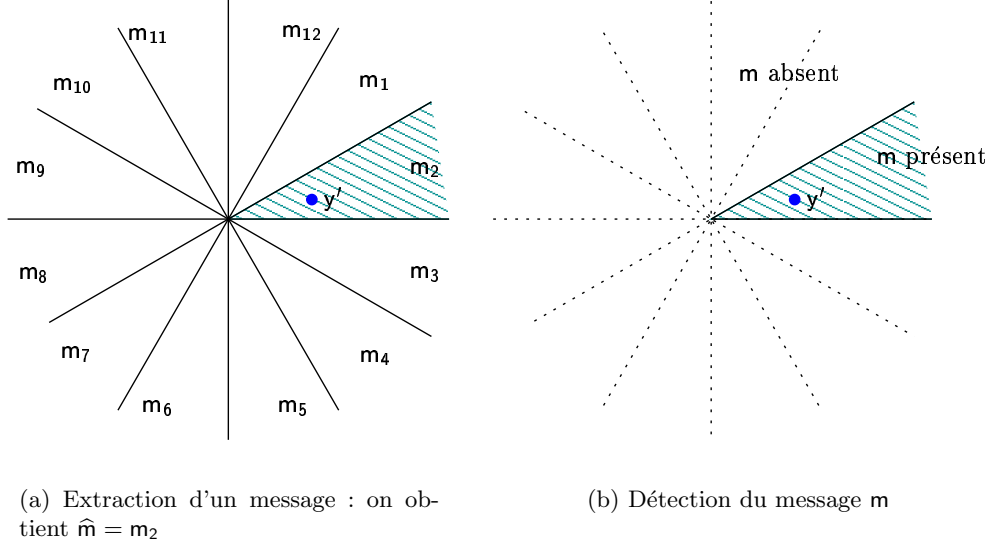 m₁₁
m₁₂
m₁₀
m₁
m₉
m₂
y′
m₈
m₃
m₇
m₄
m₆
m₅
m absent
m présent
y′
(a) Extraction d'un message : on ob-
tient m̂ = m₂
(b) Détection du message m